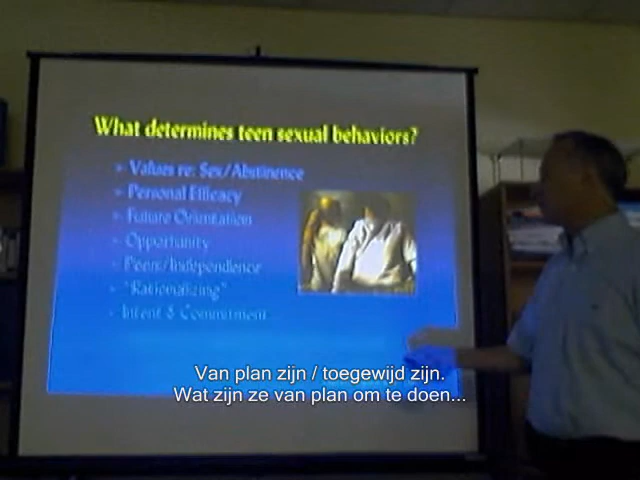 What determines teen sexual behaviors?
Values re: Sex/Abstinence
Personal Efficacy
Future Orientation
Opportunity
Peers/Independence
"Rationalizing"
Intent & Commitment
Van plan zijn / toegewijd zijn.
Wat zijn ze van plan om te doen...